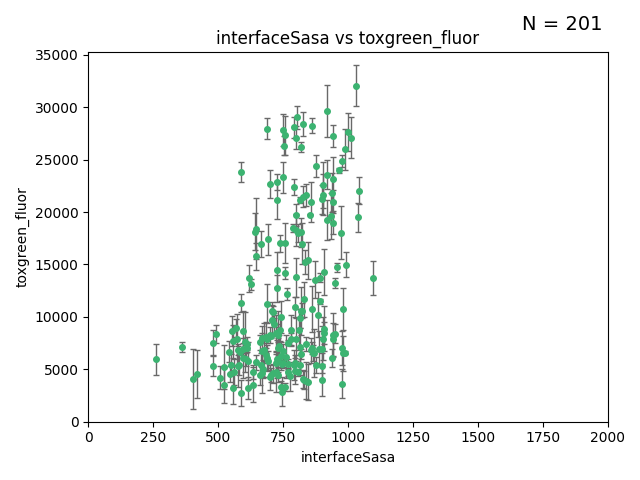 N = 201
interfaceSasa vs toxgreen_fluor
35000
30000
25000
20000
15000
10000
5000
0
toxgreen_fluor
0 250 500 750 1000 1250 1500 1750 2000
interfaceSasa